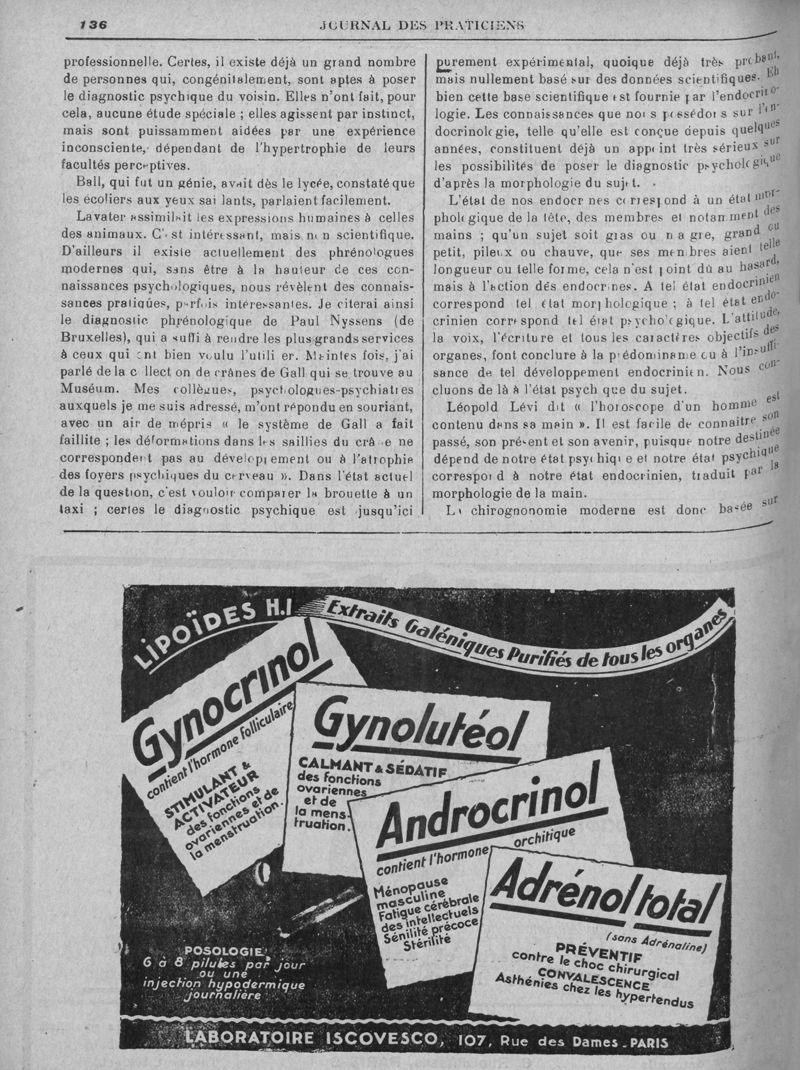 136
JOURNAL DES PRATICIENS
professionnelle. Certes, il existe déjà un grand nombre
de personnes qui, congénitalement, sont aptes à poser
le diagnostic psychique du voisin. Elles n'ont fait, pour
cela, aucune étude spéciale ; elles agissent par instinct,
mais sont puissamment aidées par une expérience
inconsciente, dépendant de l'hypertrophie de leurs
facultés perceptives.
Ball, qui fut un génie, avait dès le lycée, constaté que
les écoliers aux yeux saillants, parlaient facilement.
Lavater assimilait les expressions humaines à celles
des animaux. C'est intéressant, mais non scientifique.
D'ailleurs il existe actuellement des phrénologues
modernes qui, sans être à la hauteur de ces con-
naissances psychologiques, nous révèlent des connais-
sances pratiques, parfois intéressantes. Je citerai ainsi
le diagnostic phrénologique de Paul Nyssens (de
Bruxelles), qui a suffi à rendre les plus grands services
à ceux qui ont bien voulu l'utiliser. Maintes fois, j'ai
parlé de la collection de crânes de Gall qui se trouve au
Muséum. Mes collègues, psychologues-psychiatres
auxquels je me suis adressé, m'ont répondu en souriant,
avec un air de mépris « le système de Gall a fait
faillite ; les déformations dans les saillies du crâne ne
correspondent pas au développement ou à l'atrophie
des foyers psychiques du cerveau ». Dans l'état actuel
de la question, c'est vouloir comparer la brouette à un
taxi ; certes le diagnostic psychique est jusqu'ici
purement expérimental, quoique déjà très probant,
mais nullement basé sur des données scientifiques. Eh
bien cette base scientifique est fournie par l'endocrino-
logie. Les connaissances que nous possédons sur l'en-
docrinologie, telle qu'elle est conçue depuis quelques
années, constituent déjà un appoint très sérieux sur
les possibilités de poser le diagnostic psychologique
d'après la morphologie du sujet.
L'état de nos endocrines correspond à un état mor-
phologique de la tête, des membres et notamment des
mains ; qu'un sujet soit gras ou maigre, grand ou
petit, pileux ou chauve, que ses membres aient telle
longueur ou telle forme, cela n'est point dû au hasard,
mais à l'action dés endocrines. A tel état endocrinien
correspond tel état morphologique ; à tel état endo-
crinien correspond tel état psychologique. L'attitude,
la voix, l'écriture et tous les caractères objectifs des
organes, font conclure à la prédominance ou à l'insuffi-
sance de tel développement endocrinien. Nous con-
cluons de là à l'état psychique du sujet.
Léopold Lévi dit « l'horoscope d'un homme est
contenu dans sa main ». Il est facile de connaitre son
passé, son présent et son avenir, puisque notre destinée
dépend de notre état psychique et notre état psychique
correspond à notre état endocrinien, traduit par la
morphologie de la main.
La chirognonomie moderne est donc basée sur
LIPOÏDES H.I
Extraits Galéniques Purifiés de tous les organes
Gynocrinol
contient l'hormone folliculaire
STIMULANT &
ACTIVATEUR
des fonctions
ovariennes et de
la menstruation.
Gynolutéol
CALMANT & SÉDATIF
des fonctions
ovariennes
et de
la mens-
truation.
Androcrinol
contient l'hormone orchitique
Ménopause
masculine
Fatigue cérébrale
des intellectuels
Sénilité précoce
Stérilité
Adrénol total
(sans Adrénaline)
PRÉVENTIF
contre le choc chirurgical
CONVALESCENCE
Asthénies chez les hypertendus
POSOLOGIE:
6 à 8 pilules par jour
ou une
injection hypodermique
journalière
LABORATOIRE ISCOVESCO, 107, Rue des Dames - PARIS